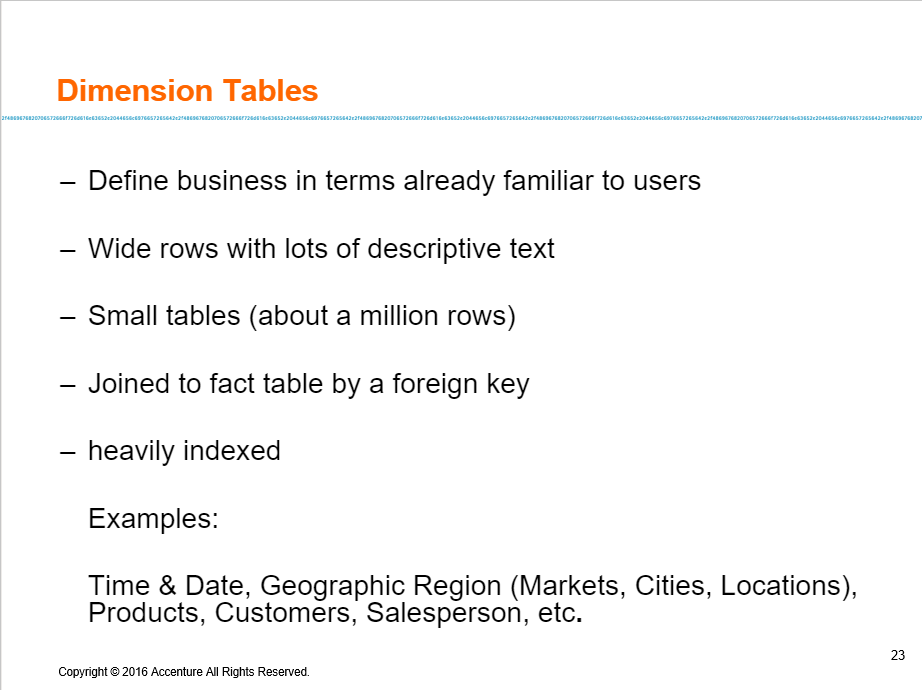 Dimension Tables
– Define business in terms already familiar to users
– Wide rows with lots of descriptive text
– Small tables (about a million rows)
– Joined to fact table by a foreign key
– heavily indexed
Examples:
Time & Date, Geographic Region (Markets, Cities, Locations),
Products, Customers, Salesperson, etc.
23
Copyright © 2016 Accenture All Rights Reserved.